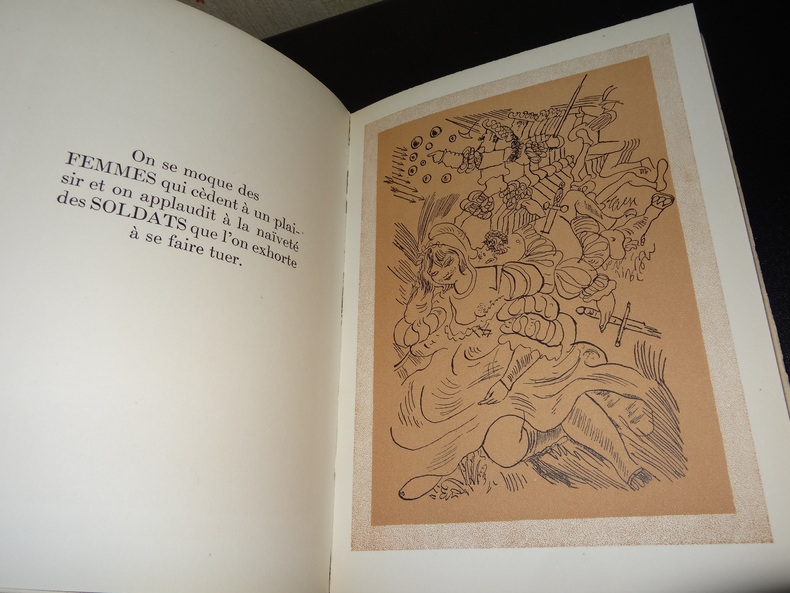 On se moque des
FEMMES qui cèdent à un plai-
sir et on applaudit à la naïveté
des SOLDATS que l'on exhorte
à se faire tuer.